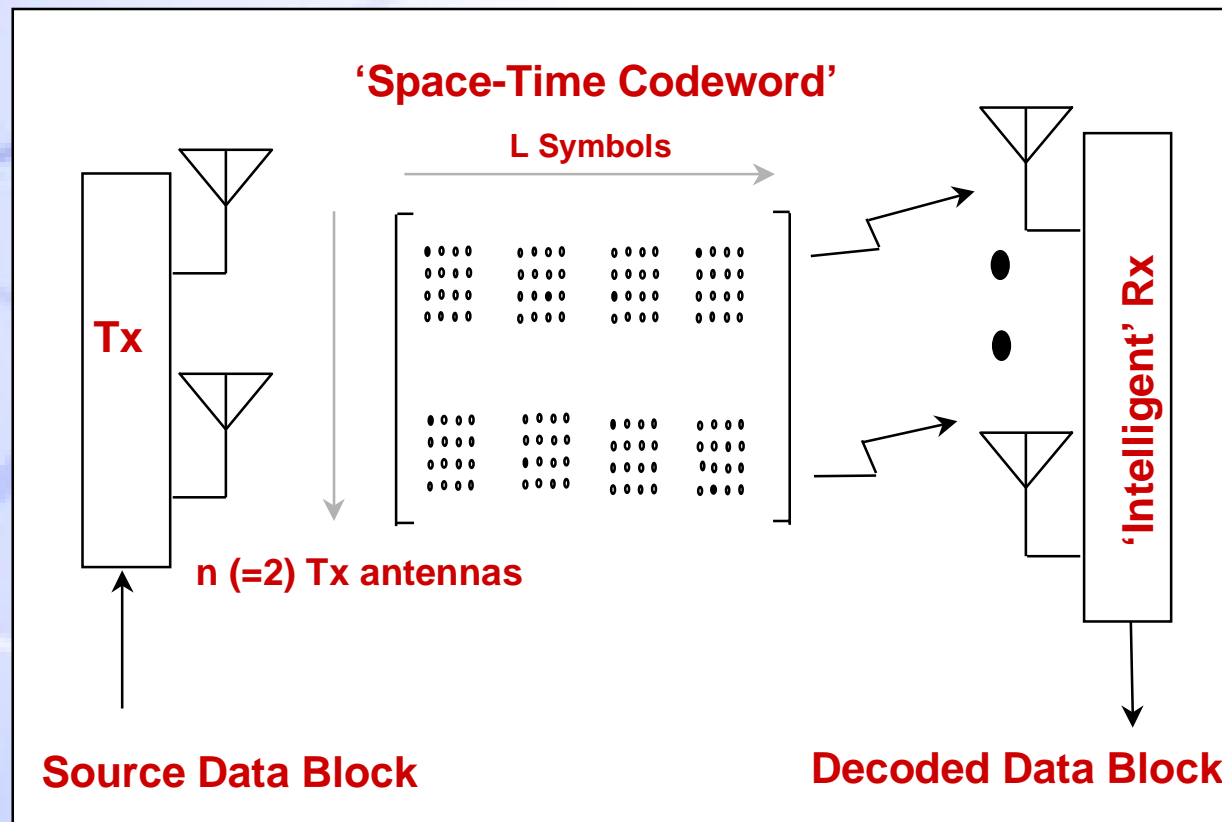 ‘Space-Time Codeword’
L Symbols
Tx
‘Intelligent’ Rx
n (=2) Tx antennas
Source Data Block
Decoded Data Block